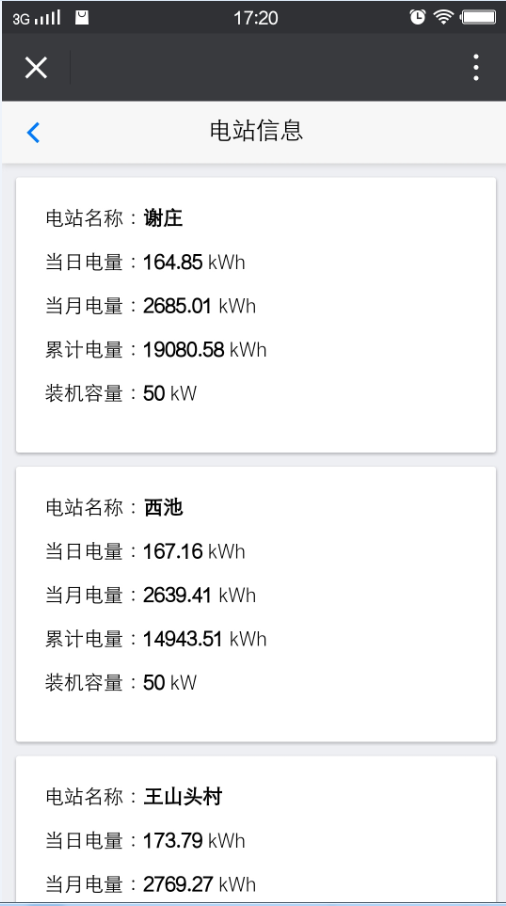 3G 17:20
电站信息
电站名称：谢庄
当日电量：164.85 kWh
当月电量：2685.01 kWh
累计电量：19080.58 kWh
装机容量：50 kW
电站名称：西池
当日电量：167.16 kWh
当月电量：2639.41 kWh
累计电量：14943.51 kWh
装机容量：50 kW
电站名称：王山头村
当日电量：173.79 kWh
当月电量：2769.27 kWh